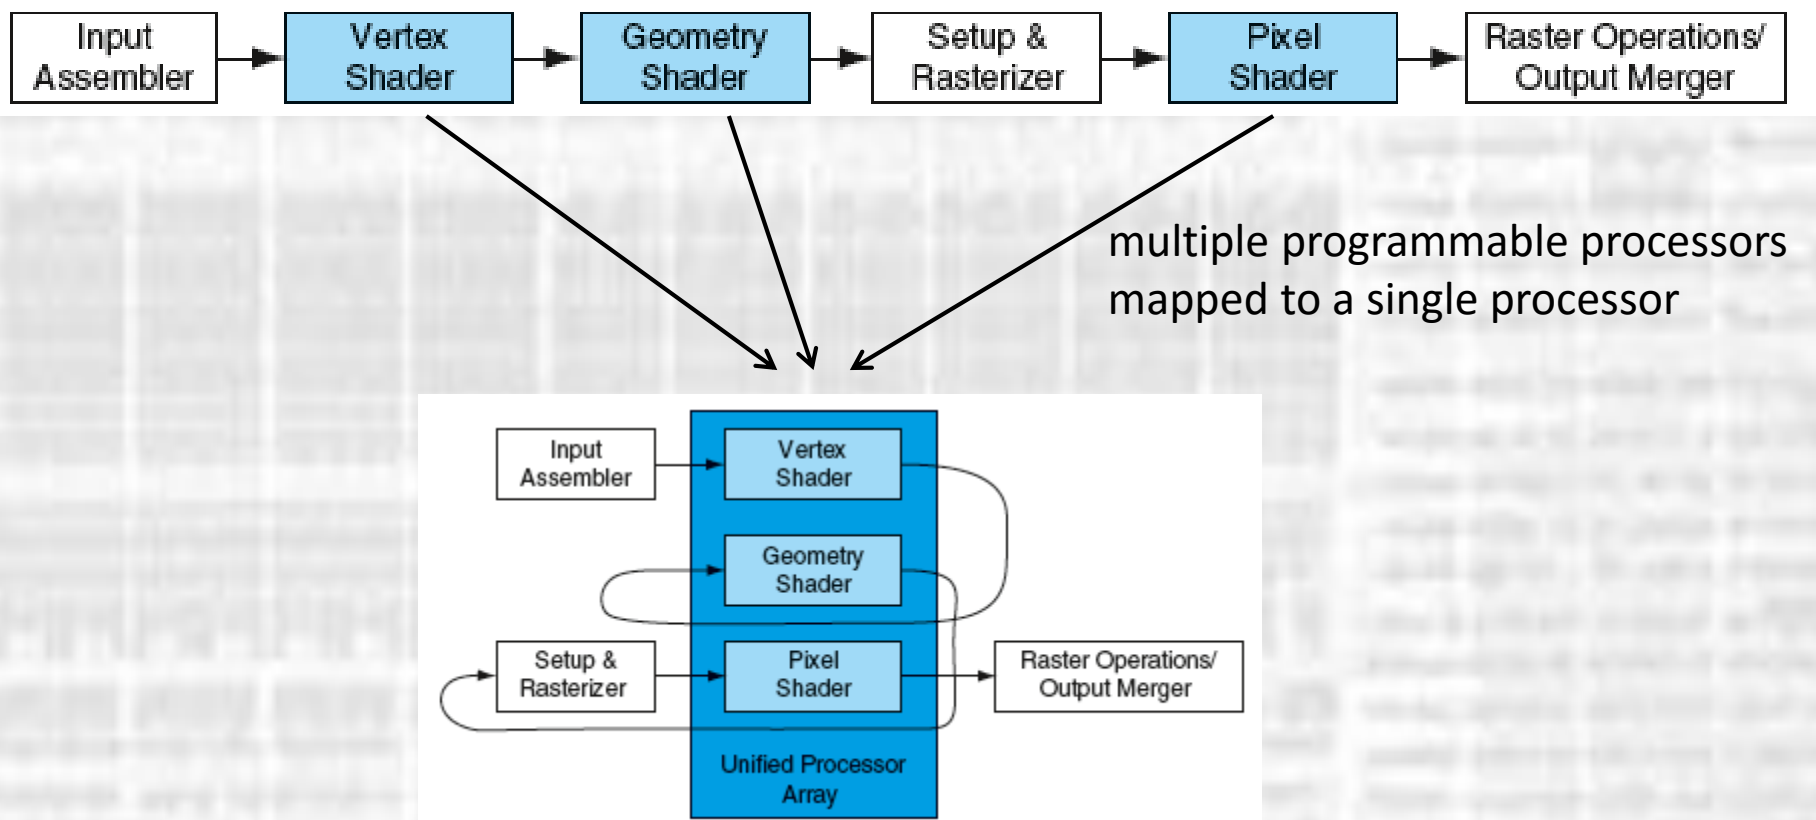 Input
Assembler
Vertex
Shader
Geometry
Shader
Setup &
Rasterizer
Pixel
Shader
Raster Operations/
Output Merger
multiple programmable processors
mapped to a single processor
Input
Assembler
Vertex
Shader
Geometry
Shader
Setup &
Rasterizer
Pixel
Shader
Raster Operations/
Output Merger
Unified Processor
Array